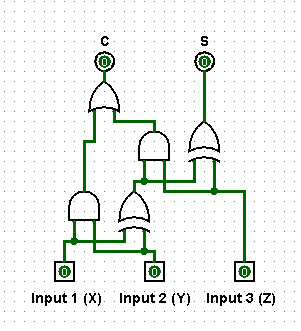 C S
0 0
0 0 0
Input 1 (X) Input 2 (Y) Input 3 (Z)